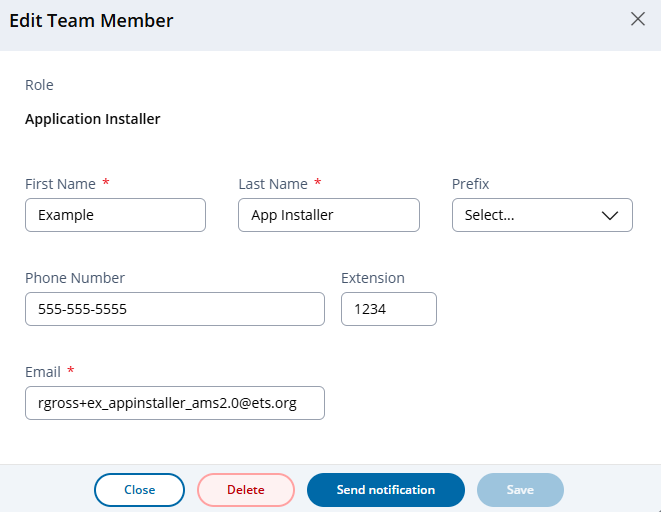 Edit Team Member
Role
Application Installer
First Name *
Last Name *
Prefix
Example
App Installer
Select...
Phone Number
Extension
555-555-5555
1234
Email *
rgross+ex_appinstaller_ams2.0@ets.org
Close
Delete
Send notification
Save